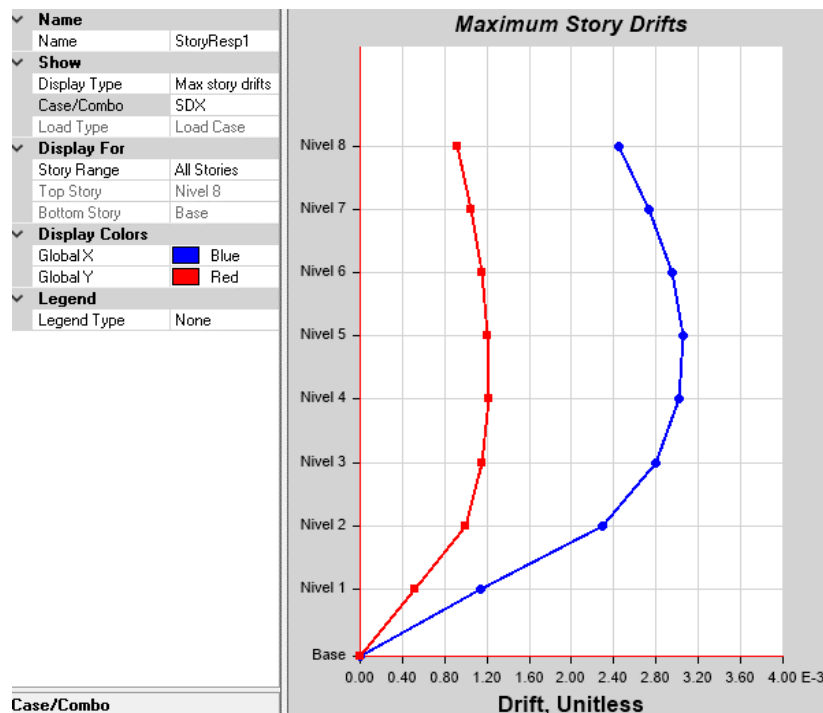 Name
Name StoryResp1
Show
Display Type Max story drifts
Case/Combo SDX
Load Type Load Case
Display For
Story Range All Stories
Top Story Nivel 8
Bottom Story Base
Display Colors
Global X Blue
Global Y Red
Legend
Legend Type None
Case/Combo
Maximum Story Drifts
Nivel 8
Nivel 7
Nivel 6
Nivel 5
Nivel 4
Nivel 3
Nivel 2
Nivel 1
Base
0.00 0.40 0.80 1.20 1.60 2.00 2.40 2.80 3.20 3.60 4.00 E-3
Drift, Unitless